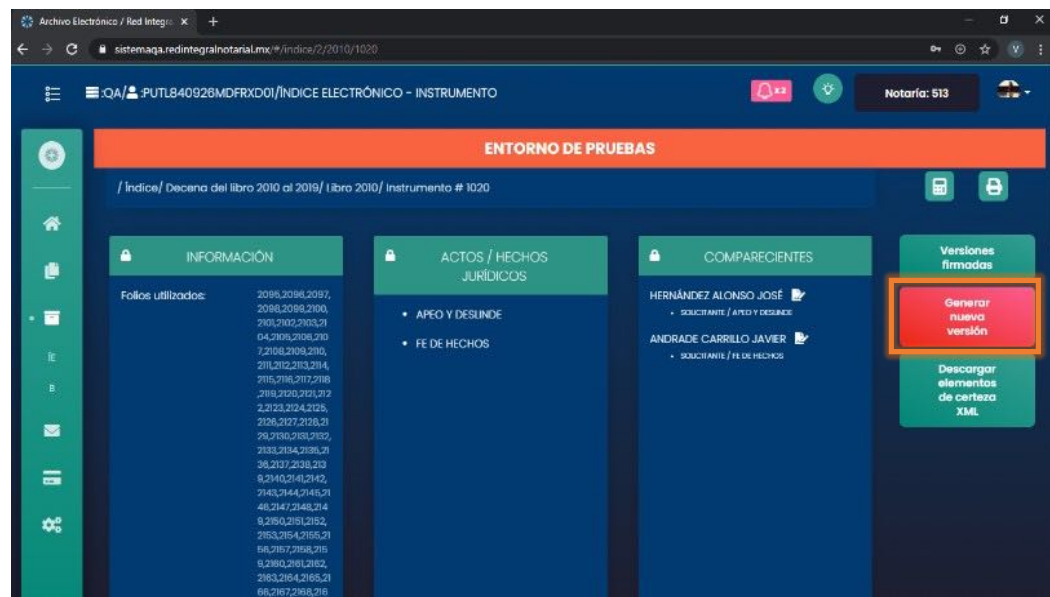 Archivo Electrónico / Red Integra
sistemaqa.redintegralnotarial.mx/#/indice/2/2010/1020
:QA/ :PUTL840926MDFRXD01/ÍNDICE ELECTRÓNICO - INSTRUMENTO
x2
Notaría: 513
ENTORNO DE PRUEBAS
/ Índice/ Decena del libro 2010 al 2019/ Libro 2010/ Instrumento # 1020
INFORMACIÓN
Folios utilizados:
2095,2096,2097,
2098,2099,2100,
2101,2102,2103,21
04,2105,2106,210
7,2108,2109,2110,
2111,2112,2113,2114,
2115,2116,2117,2118
,2119,2120,2121,212
2,2123,2124,2125,
2126,2127,2128,21
29,2130,2131,2132,
2133,2134,2135,21
36,2137,2138,213
9,2140,2141,2142,
2143,2144,2145,21
46,2147,2148,214
9,2150,2151,2152,
2153,2154,2155,21
56,2157,2158,215
9,2160,2161,2162,
2163,2164,2165,21
66,2167,2168,216
ACTOS / HECHOS
JURÍDICOS
APEO Y DESLINDE
FE DE HECHOS
COMPARECIENTES
HERNÁNDEZ ALONSO JOSÉ
SOLICITANTE / APEO Y DESLINDE
ANDRADE CARRILLO JAVIER
SOLICITANTE / FE DE HECHOS
Versiones
firmadas
Generar
nueva
versión
Descargar
elementos
de certeza
XML
ÍE
B
V